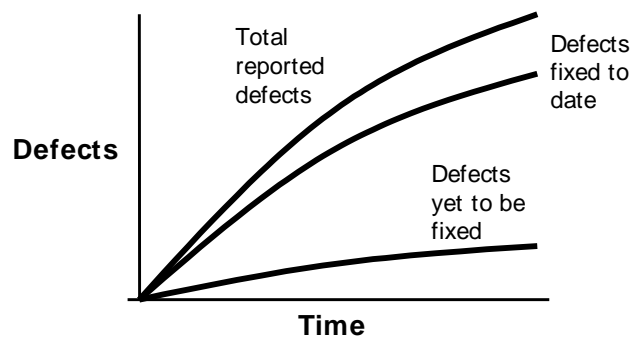 Total
reported
defects
Defects
fixed to
date
Defects
Defects
yet to be
fixed
Time